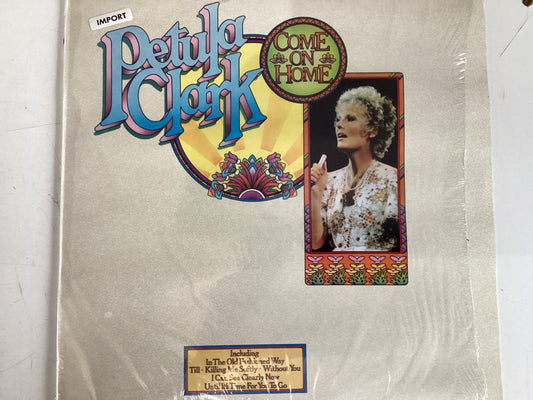 IMPORT
Petula
Clark
COME
ON
HOME
Including
In The Old Fashioned Way
Till · Killing Me Softly · Without You
I Can See Clearly Now
Until It's Time For You To Go